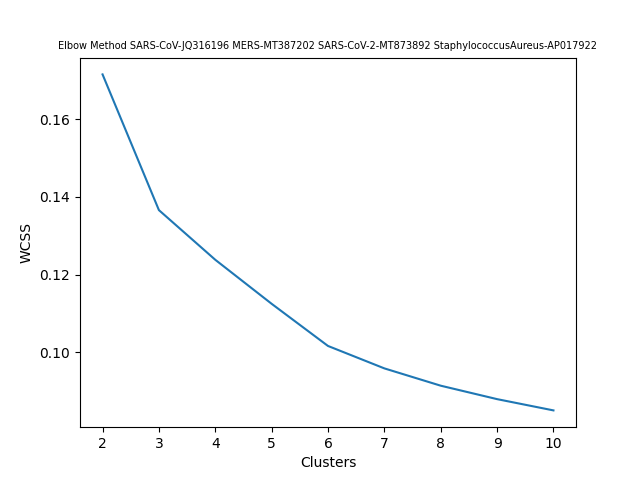 Elbow Method SARS-CoV-JQ316196 MERS-MT387202 SARS-CoV-2-MT873892 StaphylococcusAureus-AP017922
0.16
0.14
0.12
0.10
WCSS
2 3 4 5 6 7 8 9 10
Clusters